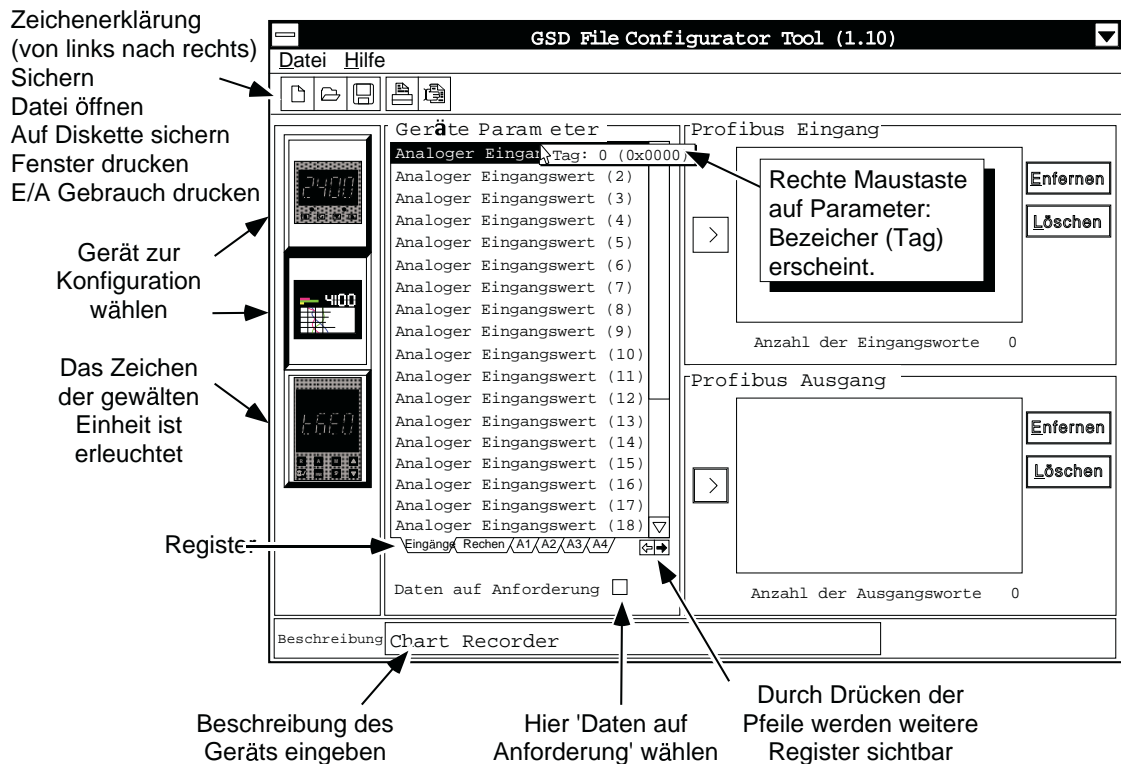 Zeichenerklärung
(von links nach rechts)
Sichern
Datei öffnen
Auf Diskette sichern
Fenster drucken
E/A Gebrauch drucken
GSD File Configurator Tool (1.10)
Datei Hilfe
Geräte Parameter
Analoger Eingan
Tag: 0 (0x0000)
Analoger Eingangswert (2)
Analoger Eingangswert (3)
Analoger Eingangswert (4)
Analoger Eingangswert (5)
Analoger Eingangswert (6)
Analoger Eingangswert (7)
Analoger Eingangswert (8)
Analoger Eingangswert (9)
Analoger Eingangswert (10)
Analoger Eingangswert (11)
Analoger Eingangswert (12)
Analoger Eingangswert (13)
Analoger Eingangswert (14)
Analoger Eingangswert (15)
Analoger Eingangswert (16)
Analoger Eingangswert (17)
Analoger Eingangswert (18)
Eingänge Rechen A1 A2 A3 A4
Daten auf Anforderung
Profibus Eingang
Rechte Maustaste
auf Parameter:
Bezeicher (Tag)
erscheint.
>
Enfernen
Löschen
Anzahl der Eingangsworte 0
Profibus Ausgang
>
Enfernen
Löschen
Anzahl der Ausgangsworte 0
2400
4100
Gerät zur
Konfiguration
wählen
Das Zeichen
der gewälten
Einheit ist
erleuchtet
Register
Beschreibung
Chart Recorder
Beschreibung des
Geräts eingeben
Hier 'Daten auf
Anforderung' wählen
Durch Drücken der
Pfeile werden weitere
Register sichtbar